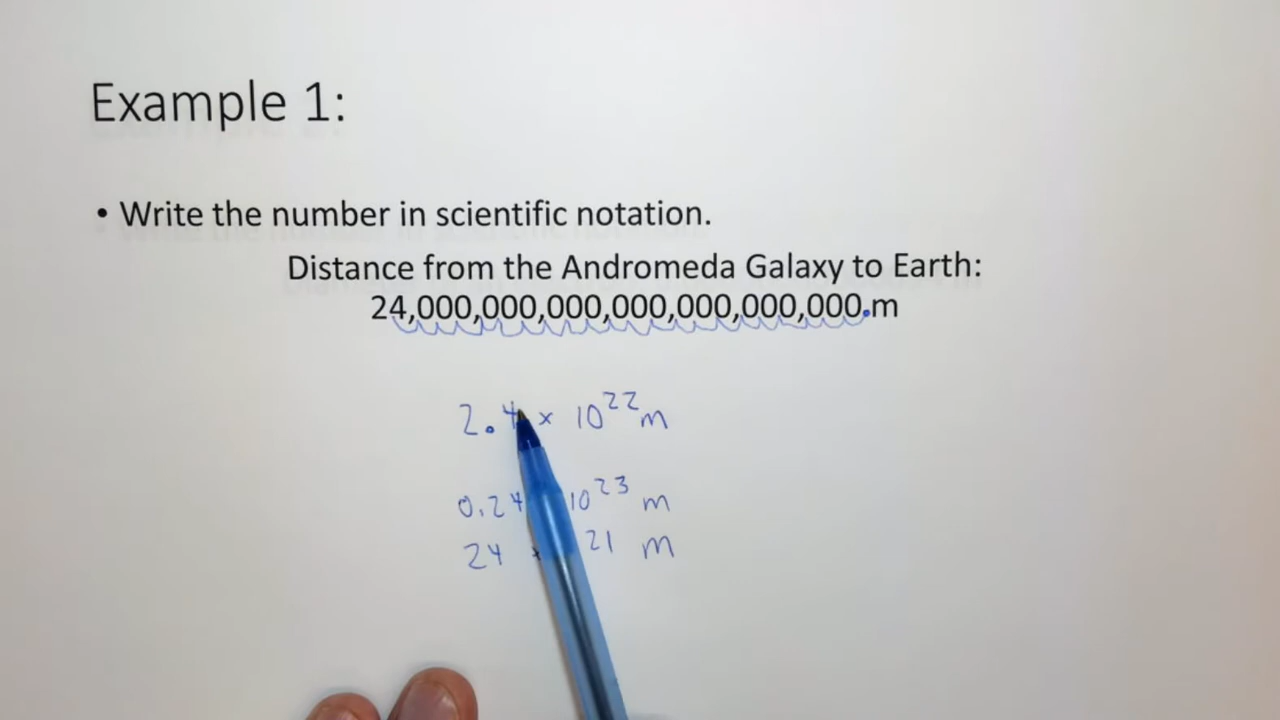 Example 1:
• Write the number in scientific notation.
Distance from the Andromeda Galaxy to Earth:
24,000,000,000,000,000,000,000.m
2.4 × 10²² m
0.24 10²³ m
24 × 21 m